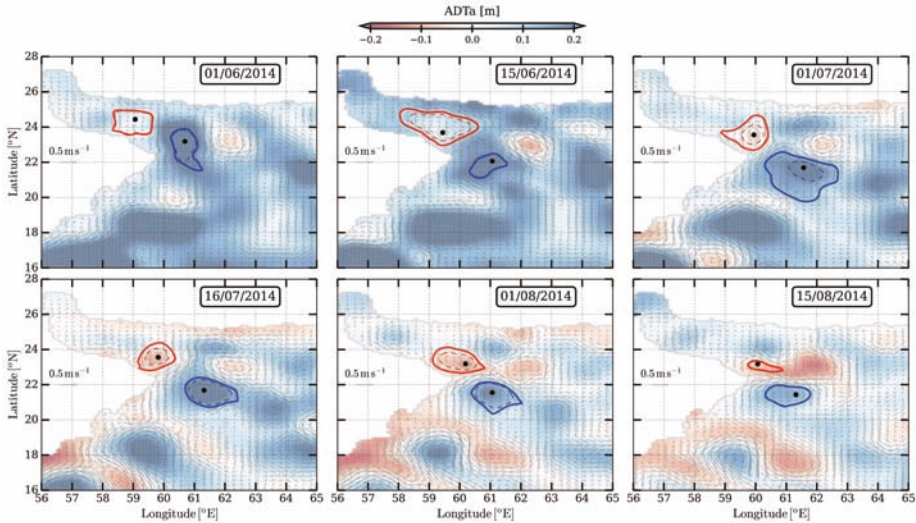 ADTa [m]
−0.2 −0.1 0.0 0.1 0.2
28
26
24
22
20
18
16
Latitude [°N]
01/06/2014
0.5 m s⁻¹
15/06/2014
0.5 m s⁻¹
01/07/2014
0.5 m s⁻¹
28
26
24
22
20
18
16
Latitude [°N]
16/07/2014
0.5 m s⁻¹
01/08/2014
0.5 m s⁻¹
15/08/2014
0.5 m s⁻¹
56 57 58 59 60 61 62 63 64 65
56 57 58 59 60 61 62 63 64 65
56 57 58 59 60 61 62 63 64 65
Longitude [°E]
Longitude [°E]
Longitude [°E]